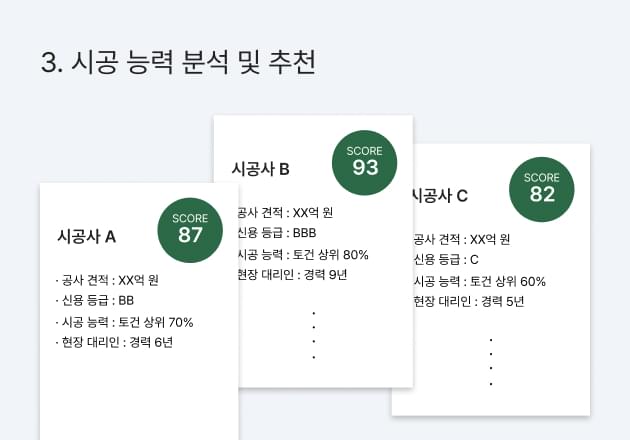 3. 시공 능력 분석 및 추천
시공사 A
SCORE
87
· 공사 견적 : XX억 원
· 신용 등급 : BB
· 시공 능력 : 토건 상위 70%
· 현장 대리인 : 경력 6년
시공사 B
SCORE
93
공사 견적 : XX억 원
신용 등급 : BBB
시공 능력 : 토건 상위 80%
현장 대리인 : 경력 9년
시공사 C
SCORE
82
공사 견적 : XX억 원
신용 등급 : C
시공 능력 : 토건 상위 60%
현장 대리인 : 경력 5년